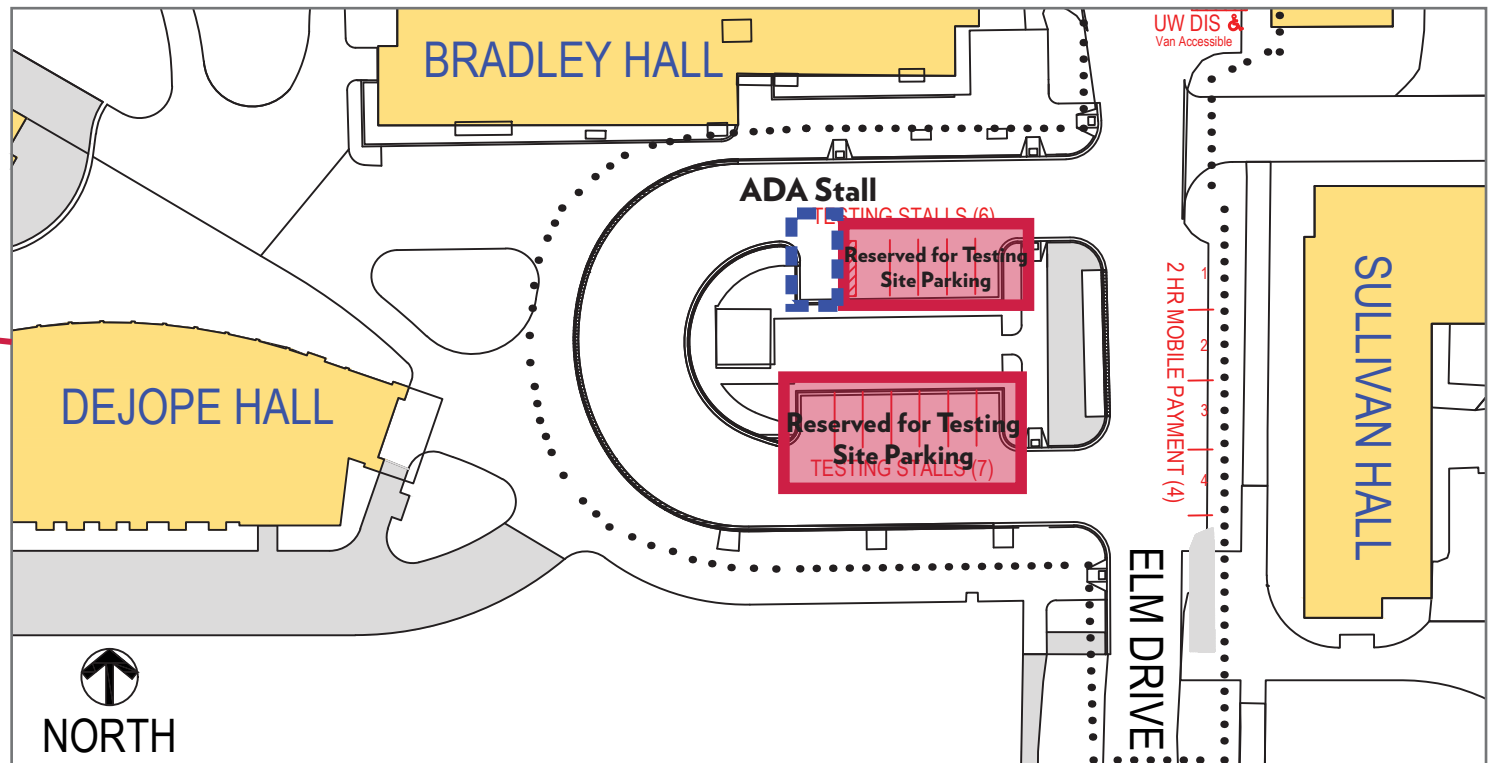 UW DIS
Van Accessible
BRADLEY HALL
ADA Stall
TESTING STALLS (6)
Reserved for Testing
Site Parking
1
2
3
4
2 HR MOBILE PAYMENT (4)
SULLIVAN HALL
DEJOPE HALL
Reserved for Testing
Site Parking
TESTING STALLS (7)
ELM DRIVE
NORTH